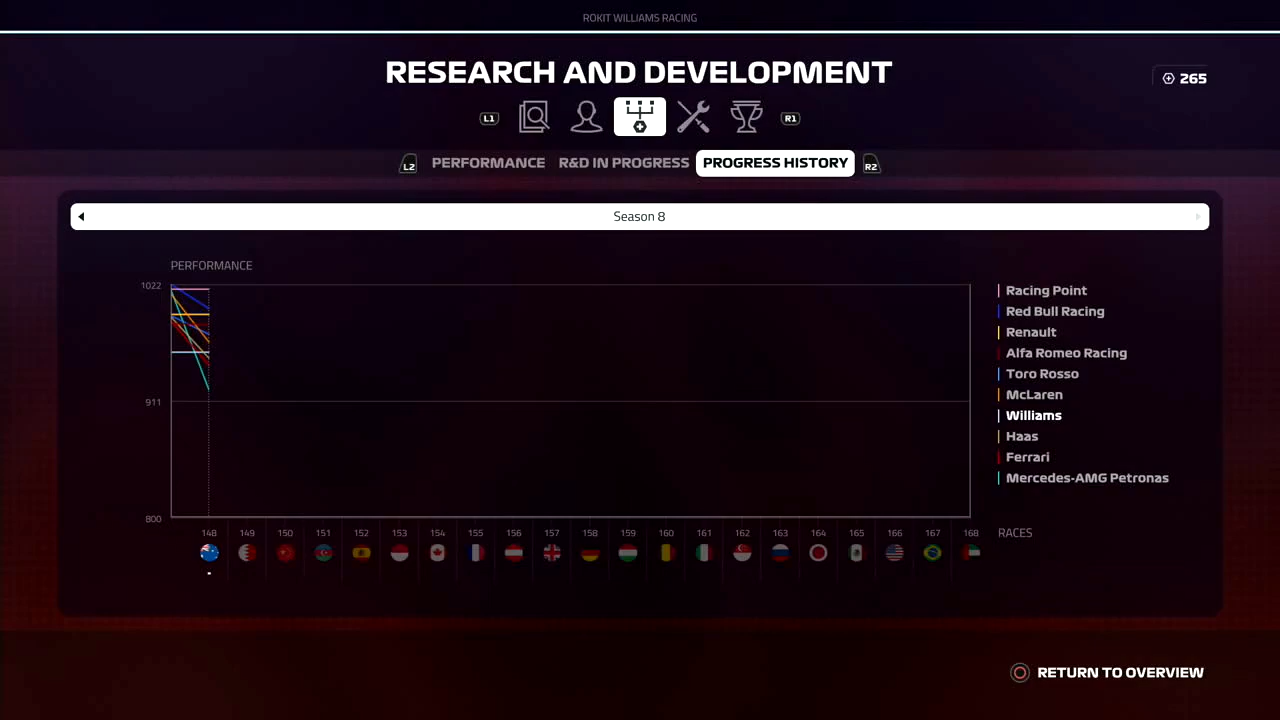 ROKIT WILLIAMS RACING
RESEARCH AND DEVELOPMENT
265
L1
R1
L2
PERFORMANCE
R&D IN PROGRESS
PROGRESS HISTORY
R2
Season 8
PERFORMANCE
1022
911
800
Racing Point
Red Bull Racing
Renault
Alfa Romeo Racing
Toro Rosso
McLaren
Williams
Haas
Ferrari
Mercedes-AMG Petronas
148 149 150 151 152 153 154 155 156 157 158 159 160 161 162 163 164 165 166 167 168
RACES
RETURN TO OVERVIEW